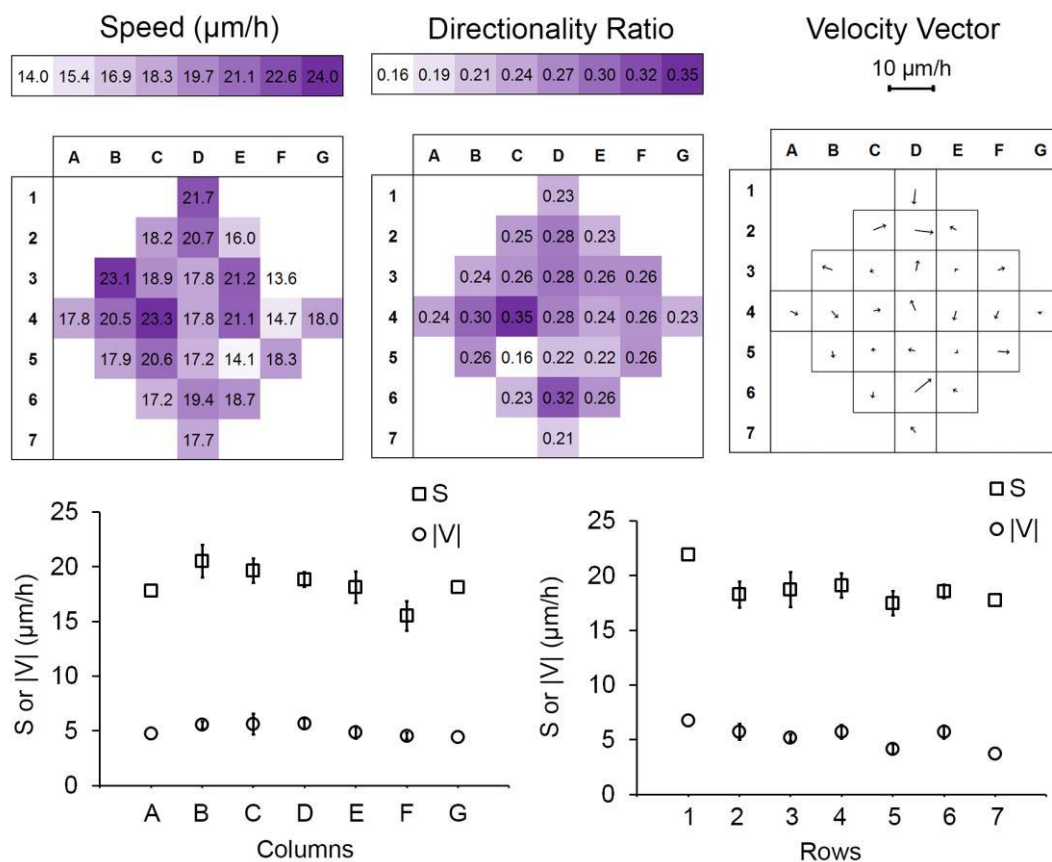 Speed (µm/h)
14.0 15.4 16.9 18.3 19.7 21.1 22.6 24.0
A B C D E F G
1 21.7
2 18.2 20.7 16.0
3 23.1 18.9 17.8 21.2 13.6
4 17.8 20.5 23.3 17.8 21.1 14.7 18.0
5 17.9 20.6 17.2 14.1 18.3
6 17.2 19.4 18.7
7 17.7
Directionality Ratio
0.16 0.19 0.21 0.24 0.27 0.30 0.32 0.35
A B C D E F G
1 0.23
2 0.25 0.28 0.23
3 0.24 0.26 0.28 0.26 0.26
4 0.24 0.30 0.35 0.28 0.24 0.26 0.23
5 0.26 0.16 0.22 0.22 0.26
6 0.23 0.32 0.26
7 0.21
Velocity Vector
10 µm/h
A B C D E F G
1
2
3
4
5
6
7
S
|V|
S or |V| (µm/h)
25
20
15
10
5
0
A B C D E F G
Columns
S
|V|
S or |V| (µm/h)
25
20
15
10
5
0
1 2 3 4 5 6 7
Rows